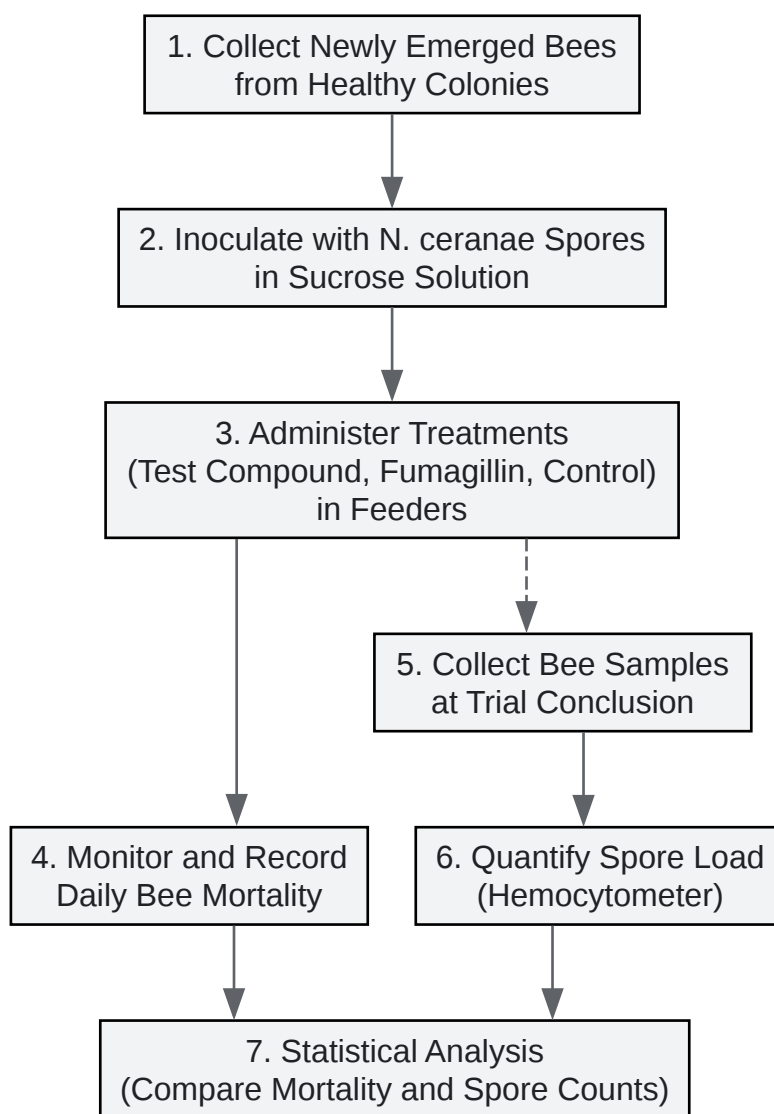 1. Collect Newly Emerged Bees
from Healthy Colonies
2. Inoculate with N. ceranae Spores
in Sucrose Solution
3. Administer Treatments
(Test Compound, Fumagillin, Control)
in Feeders
5. Collect Bee Samples
at Trial Conclusion
4. Monitor and Record
Daily Bee Mortality
6. Quantify Spore Load
(Hemocytometer)
7. Statistical Analysis
(Compare Mortality and Spore Counts)